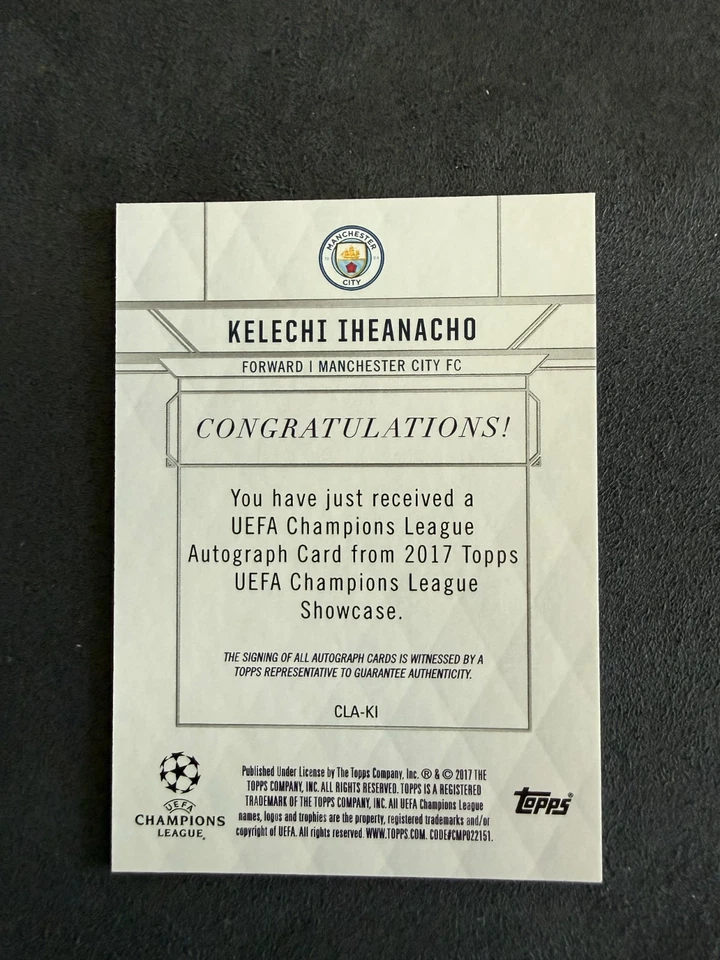 MANCHESTER
18 94
CITY
KELECHI IHEANACHO
FORWARD | MANCHESTER CITY FC
CONGRATULATIONS!
You have just received a
UEFA Champions League
Autograph Card from 2017 Topps
UEFA Champions League
Showcase.
THE SIGNING OF ALL AUTOGRAPH CARDS IS WITNESSED BY A
TOPPS REPRESENTATIVE TO GUARANTEE AUTHENTICITY.
CLA-KI
UEFA
CHAMPIONS
LEAGUE®
Published Under License by The Topps Company, Inc. ® & © 2017 THE
TOPPS COMPANY, INC. ALL RIGHTS RESERVED. TOPPS IS A REGISTERED
TRADEMARK OF THE TOPPS COMPANY, INC. All UEFA Champions League
names, logos and trophies are the property, registered trademarks and/or
copyright of UEFA. All rights reserved. WWW.TOPPS.COM. CODE#CMP022151.
topps®